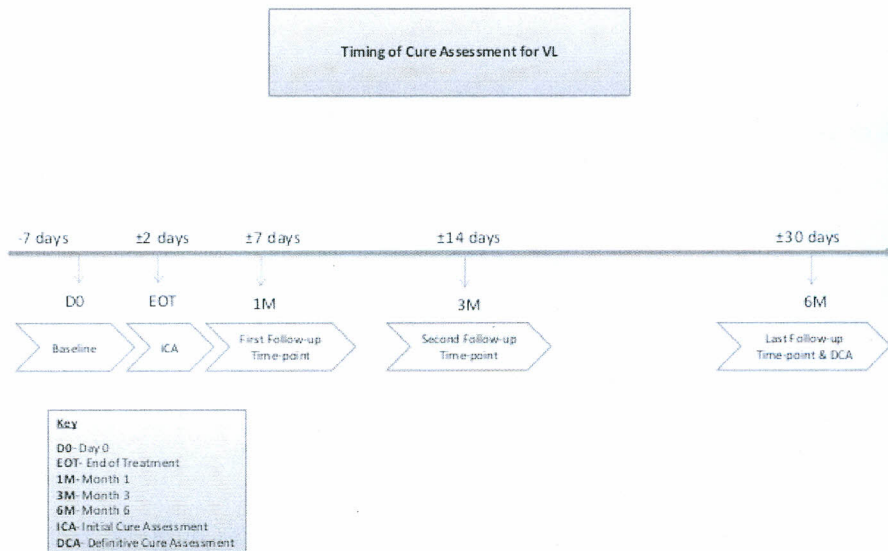 Timing of Cure Assessment for VL
-7 days
±2 days
±7 days
±14 days
±30 days
D0
EOT
1M
3M
6M
Baseline
ICA
First Follow-up
Time-point
Second Follow-up
Time-point
Last Follow-up
Time-point & DCA
Key
D0- Day 0
EOT- End of Treatment
1M- Month 1
3M- Month 3
6M- Month 6
ICA- Initial Cure Assessment
DCA- Definitive Cure Assessment